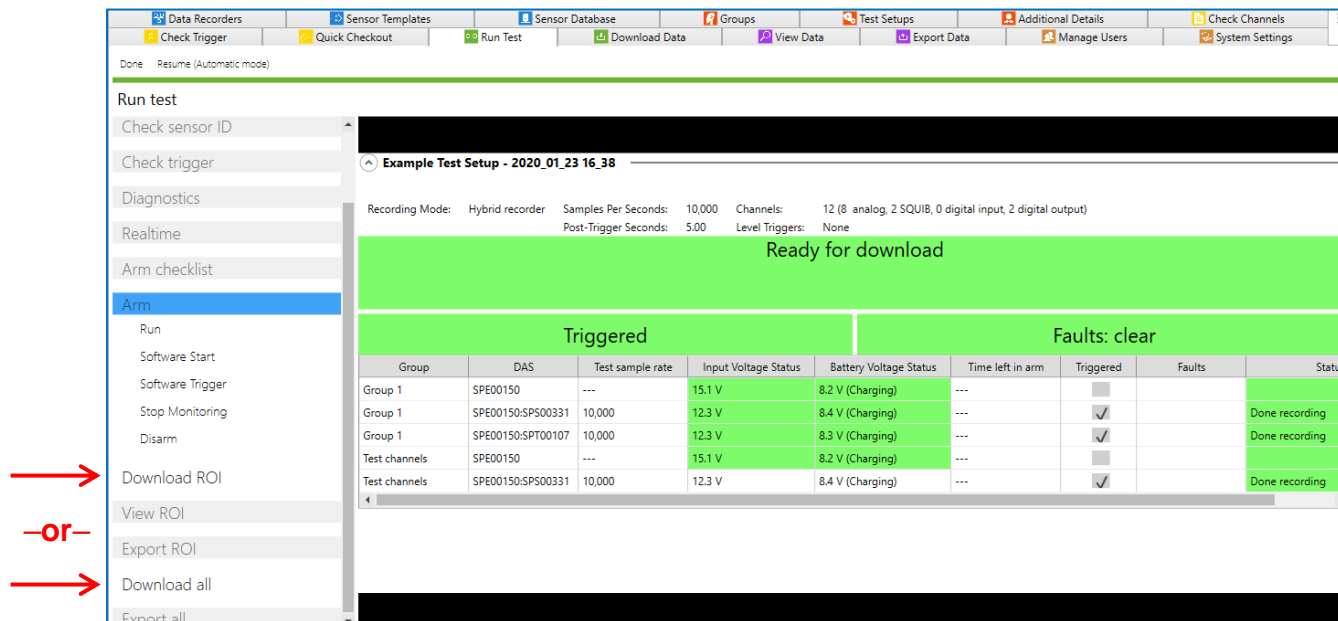 Data Recorders Sensor Templates Sensor Database Groups Test Setups Additional Details Check Channels
Check Trigger Quick Checkout Run Test Download Data View Data Export Data Manage Users System Settings
Done Resume (Automatic mode)
Run test
Check sensor ID
Check trigger
Diagnostics
Realtime
Arm checklist
Arm
Run
Software Start
Software Trigger
Stop Monitoring
Disarm
Download ROI
–or–
View ROI
Export ROI
Download all
Export all
Example Test Setup - 2020_01_23 16_38
Recording Mode: Hybrid recorder Samples Per Seconds: 10,000 Channels: 12 (8 analog, 2 SQUIB, 0 digital input, 2 digital output)
Post-Trigger Seconds: 5.00 Level Triggers: None
Ready for download
Triggered Faults: clear
Group DAS Test sample rate Input Voltage Status Battery Voltage Status Time left in arm Triggered Faults Statu
Group 1 SPE00150 --- 15.1 V 8.2 V (Charging) ---
Group 1 SPE00150:SPS00331 10,000 12.3 V 8.4 V (Charging) --- Done recording
Group 1 SPE00150:SPT00107 10,000 12.3 V 8.3 V (Charging) --- Done recording
Test channels SPE00150 --- 15.1 V 8.2 V (Charging) ---
Test channels SPE00150:SPS00331 10,000 12.3 V 8.4 V (Charging) --- Done recording